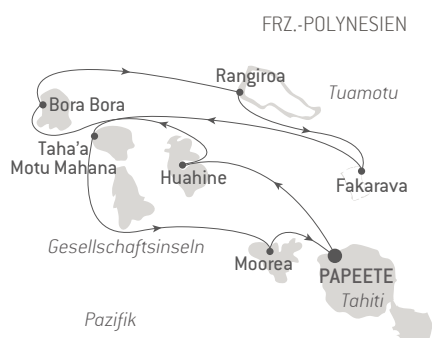 FRZ.-POLYNESIEN
Rangiroa
Tuamotu
Bora Bora
Taha'a
Motu Mahana
Huahine
Fakarava
Gesellschaftsinseln
Moorea
PAPEETE
Tahiti
Pazifik